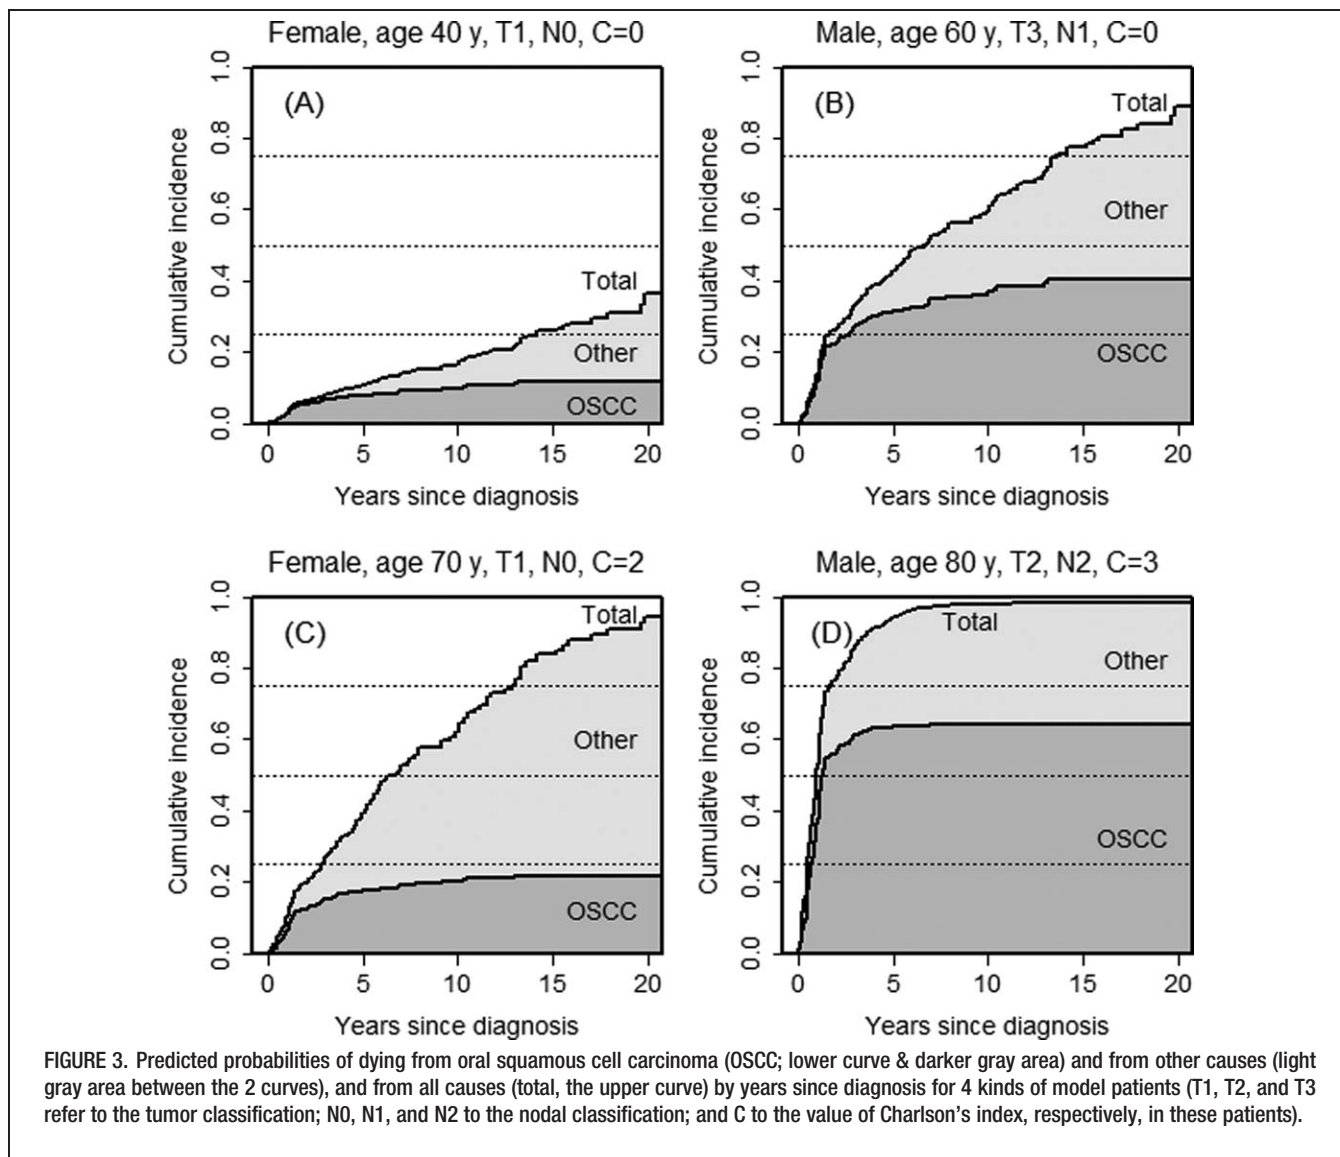 Female, age 40 y, T1, N0, C=0
(A)
Total
Other
OSCC
Cumulative incidence
0.0 0.2 0.4 0.6 0.8 1.0
0 5 10 15 20
Years since diagnosis
Male, age 60 y, T3, N1, C=0
(B)
Total
Other
OSCC
Cumulative incidence
0.0 0.2 0.4 0.6 0.8 1.0
0 5 10 15 20
Years since diagnosis
Female, age 70 y, T1, N0, C=2
(C)
Total
Other
OSCC
Cumulative incidence
0.0 0.2 0.4 0.6 0.8 1.0
0 5 10 15 20
Years since diagnosis
Male, age 80 y, T2, N2, C=3
(D)
Total
Other
OSCC
Cumulative incidence
0.0 0.2 0.4 0.6 0.8 1.0
0 5 10 15 20
Years since diagnosis
FIGURE 3. Predicted probabilities of dying from oral squamous cell carcinoma (OSCC; lower curve & darker gray area) and from other causes (light
gray area between the 2 curves), and from all causes (total, the upper curve) by years since diagnosis for 4 kinds of model patients (T1, T2, and T3
refer to the tumor classification; N0, N1, and N2 to the nodal classification; and C to the value of Charlson's index, respectively, in these patients).